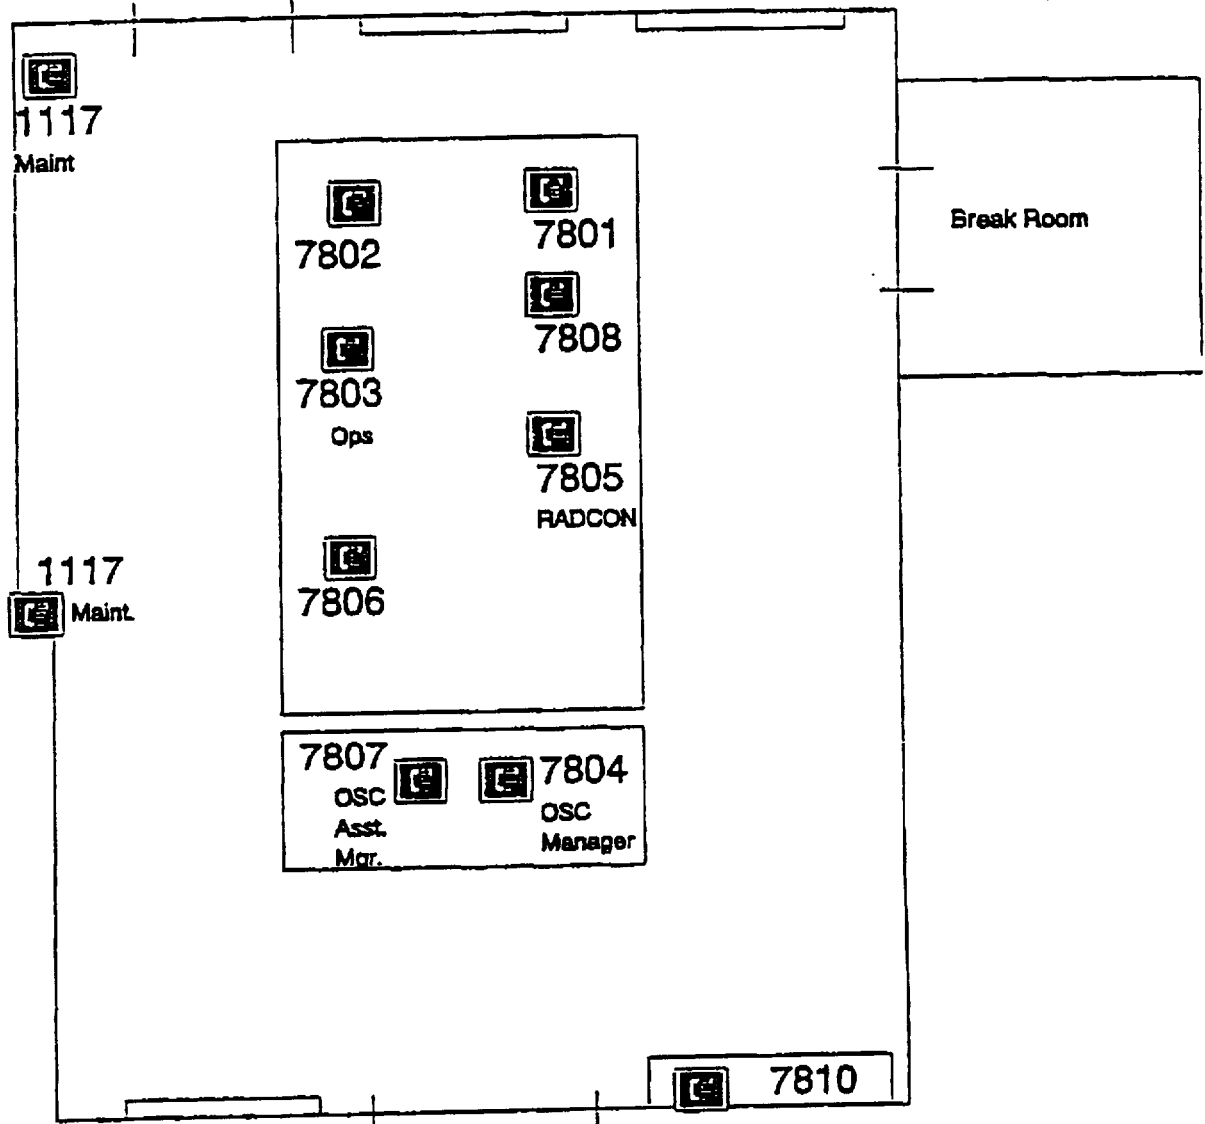 1117
Maint
7802
7801
7808
7803
Ops
7805
RADCON
7806
1117
Maint.
Break Room
7807
OSC
Asst.
Mgr.
7804
OSC
Manager
7810